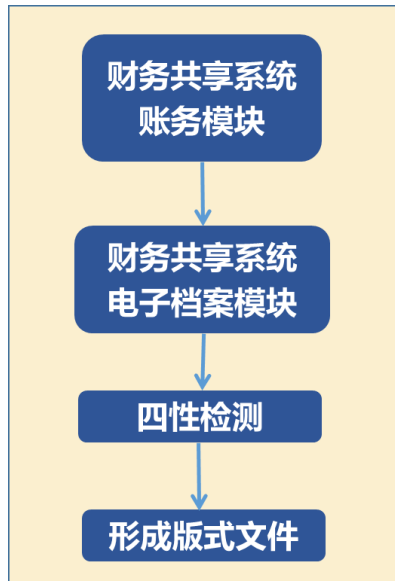 财务共享系统
账务模块
财务共享系统
电子档案模块
四性检测
形成版式文件